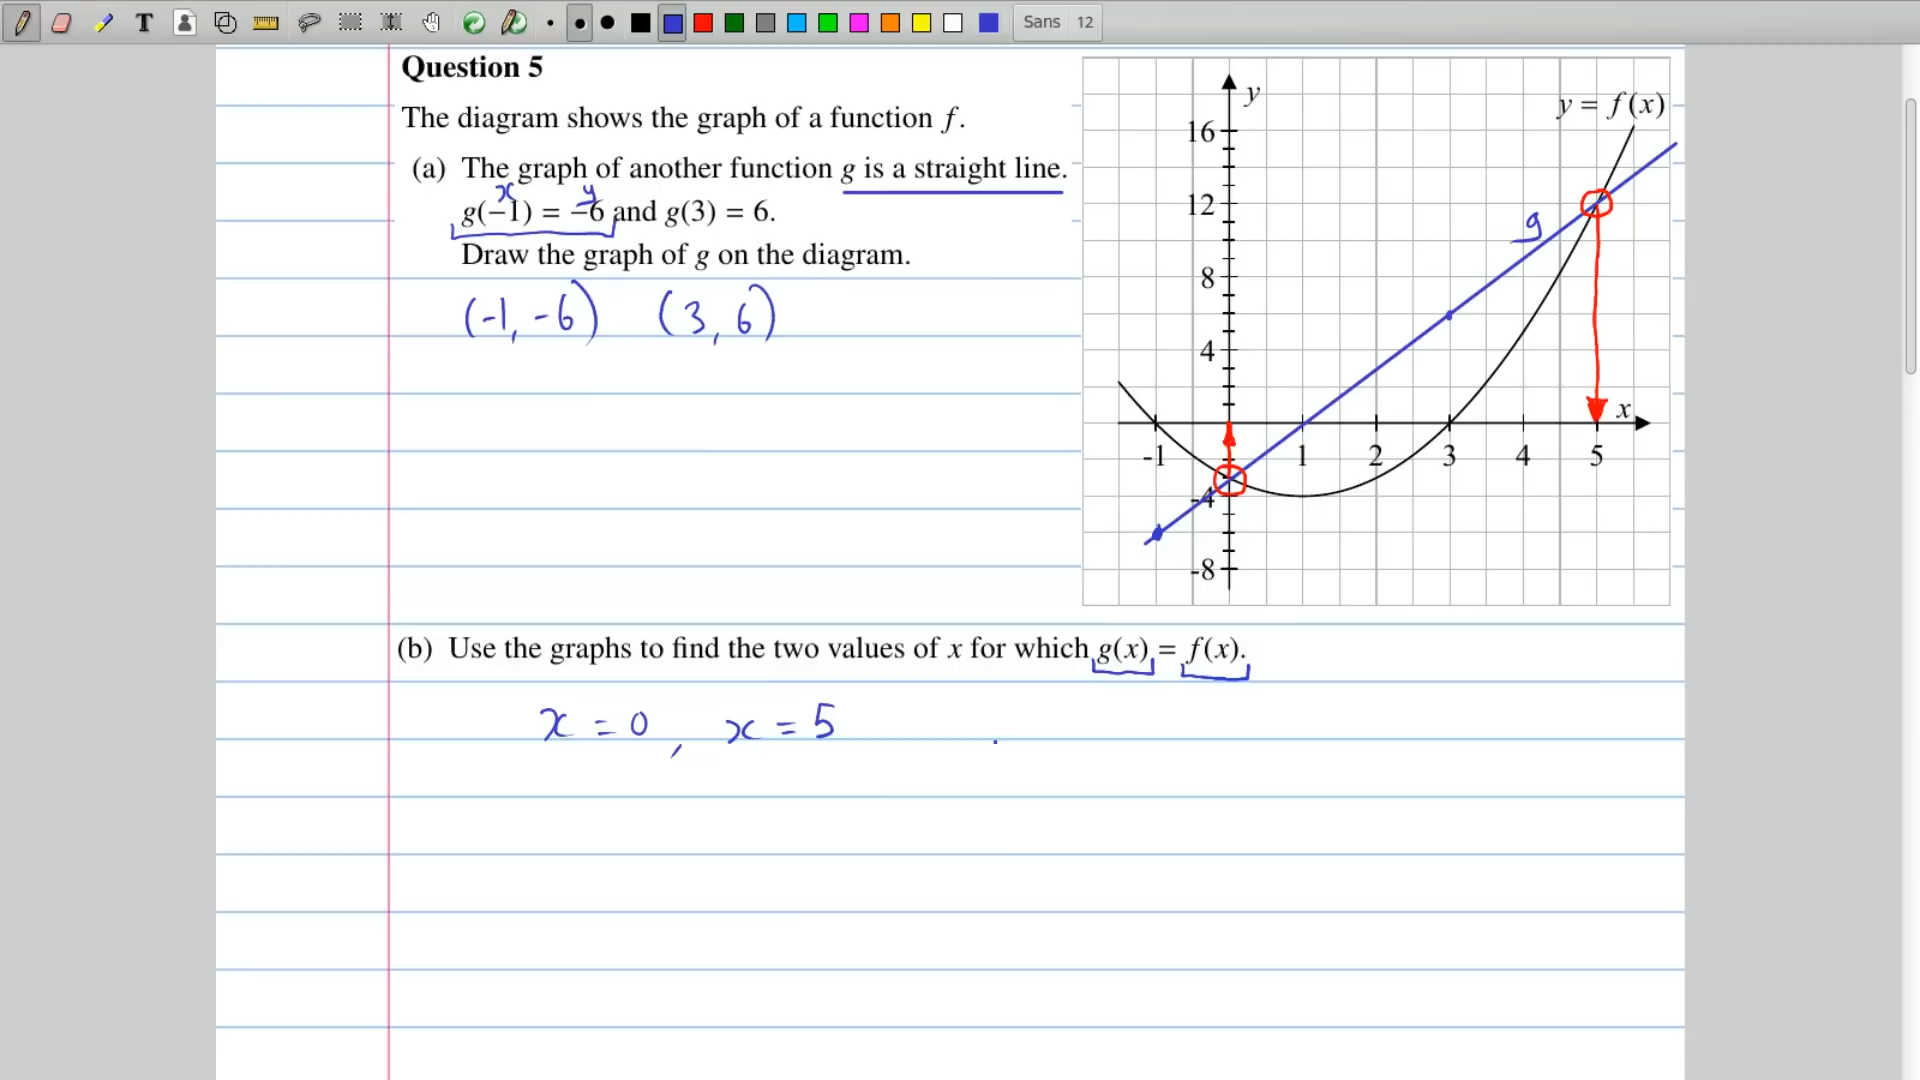 Sans 12
Question 5
The diagram shows the graph of a function f.
(a) The graph of another function g is a straight line.
x y
g(−1) = −6 and g(3) = 6.
Draw the graph of g on the diagram.
(-1, -6) (3, 6)
y
y = f(x)
16
12
g
8
4
x
-1 1 2 3 4 5
-4
-8
(b) Use the graphs to find the two values of x for which g(x) = f(x).
x = 0, x = 5